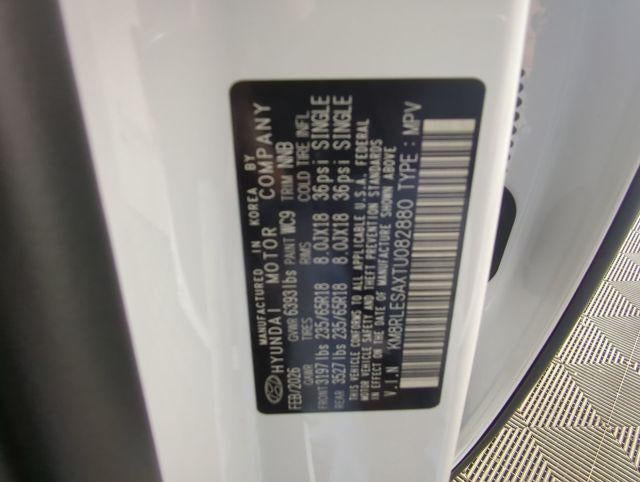 MANUFACTURED IN KOREA BY
HYUNDAI MOTOR COMPANY
FEB/2026 GVWR 6393lbs PAINT WC9 TRIM NNB
GAWR TIRES RIMS COLD TIRE INFL.
FRONT 3197lbs 235/65R18 8.0JX18 36psi SINGLE
REAR 3527lbs 235/65R18 8.0JX18 36psi SINGLE
THIS VEHICLE CONFORMS TO ALL APPLICABLE U.S.A. FEDERAL
MOTOR VEHICLE SAFETY AND THEFT PREVENTION STANDARDS
IN EFFECT ON THE DATE OF MANUFACTURE SHOWN ABOVE
V.I.N KM8RLESAXTU082880 TYPE : MPV